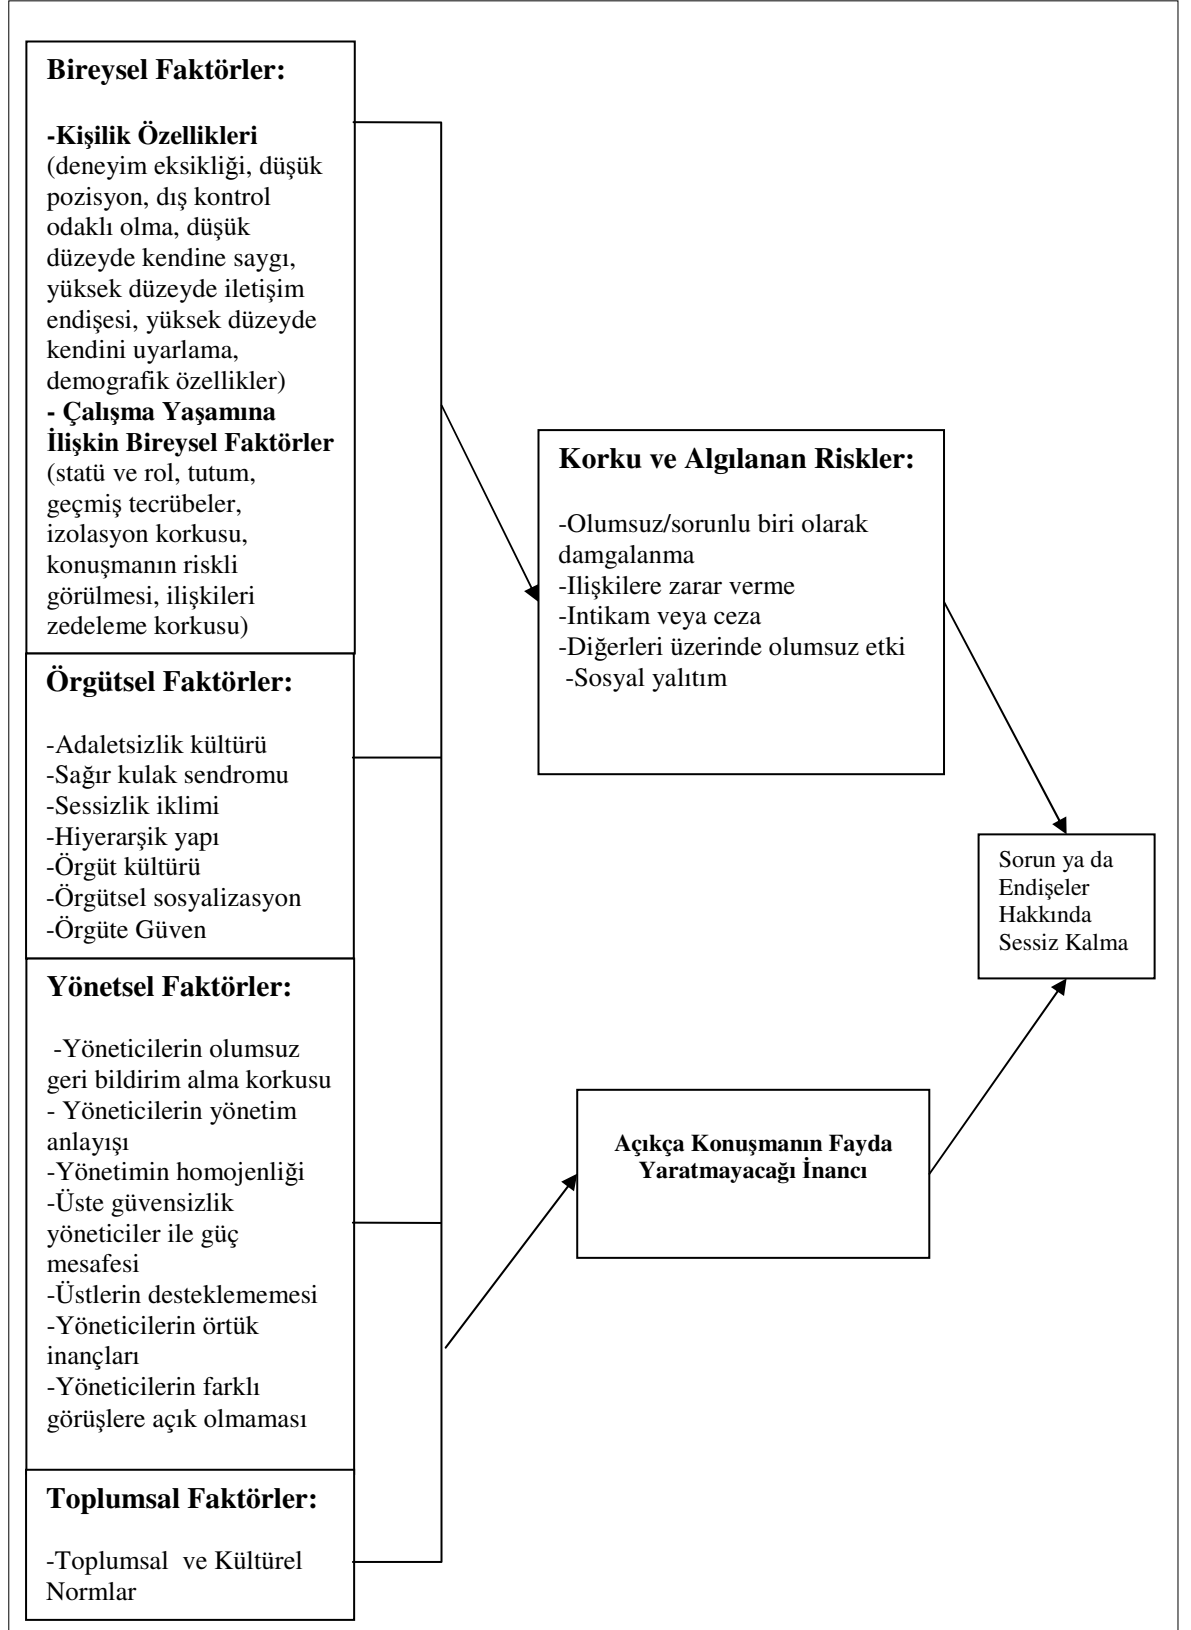 Bireysel Faktörler:
-Kişilik Özellikleri
(deneyim eksikliği, düşük
pozisyon, dış kontrol
odaklı olma, düşük
düzeyde kendine saygı,
yüksek düzeyde iletişim
endişesi, yüksek düzeyde
kendini uyarlama,
demografik özellikler)
- Çalışma Yaşamına
İlişkin Bireysel Faktörler
(statü ve rol, tutum,
geçmiş tecrübeler,
izolasyon korkusu,
konuşmanın riskli
görülmesi, ilişkileri
zedeleme korkusu)
Örgütsel Faktörler:
-Adaletsizlik kültürü
-Sağır kulak sendromu
-Sessizlik iklimi
-Hiyerarşik yapı
-Örgüt kültürü
-Örgütsel sosyalizasyon
-Örgüte Güven
Yönetsel Faktörler:
-Yöneticilerin olumsuz
geri bildirim alma korkusu
- Yöneticilerin yönetim
anlayışı
-Yönetimin homojenliği
-Üste güvensizlik
yöneticiler ile güç
mesafesi
-Üstlerin desteklememesi
-Yöneticilerin örtük
inançları
-Yöneticilerin farklı
görüşlere açık olmaması
Toplumsal Faktörler:
-Toplumsal ve Kültürel
Normlar
Korku ve Algılanan Riskler:
-Olumsuz/sorunlu biri olarak
damgalanma
-Ilişkilere zarar verme
-Intikam veya ceza
-Diğerleri üzerinde olumsuz etki
-Sosyal yalıtım
Açıkça Konuşmanın Fayda
Yaratmayacağı İnancı
Sorun ya da
Endişeler
Hakkında
Sessiz Kalma